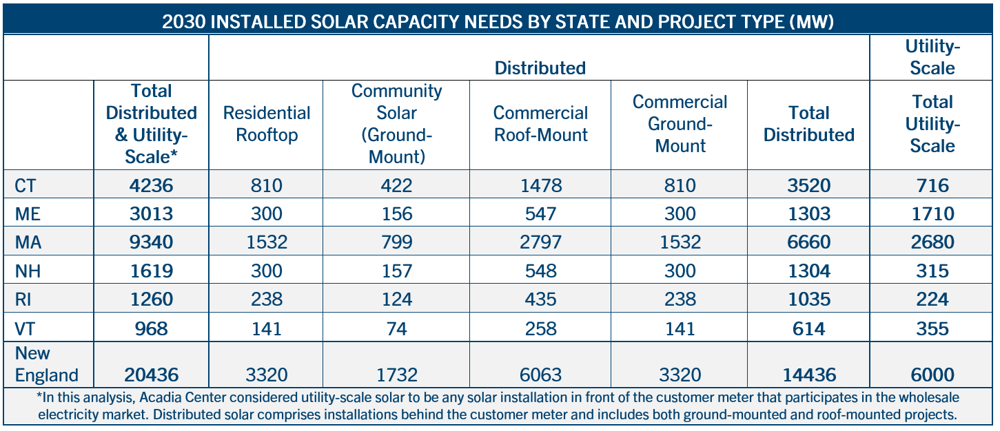 2030 INSTALLED SOLAR CAPACITY NEEDS BY STATE AND PROJECT TYPE (MW)
Distributed
Utility-
Scale
Total
Distributed
& Utility-
Scale*
Residential
Rooftop
Community
Solar
(Ground-
Mount)
Commercial
Roof-Mount
Commercial
Ground-
Mount
Total
Distributed
Total
Utility-
Scale
CT 4236 810 422 1478 810 3520 716
ME 3013 300 156 547 300 1303 1710
MA 9340 1532 799 2797 1532 6660 2680
NH 1619 300 157 548 300 1304 315
RI 1260 238 124 435 238 1035 224
VT 968 141 74 258 141 614 355
New
England 20436 3320 1732 6063 3320 14436 6000
*In this analysis, Acadia Center considered utility-scale solar to be any solar installation in front of the customer meter that participates in the wholesale
electricity market. Distributed solar comprises installations behind the customer meter and includes both ground-mounted and roof-mounted projects.